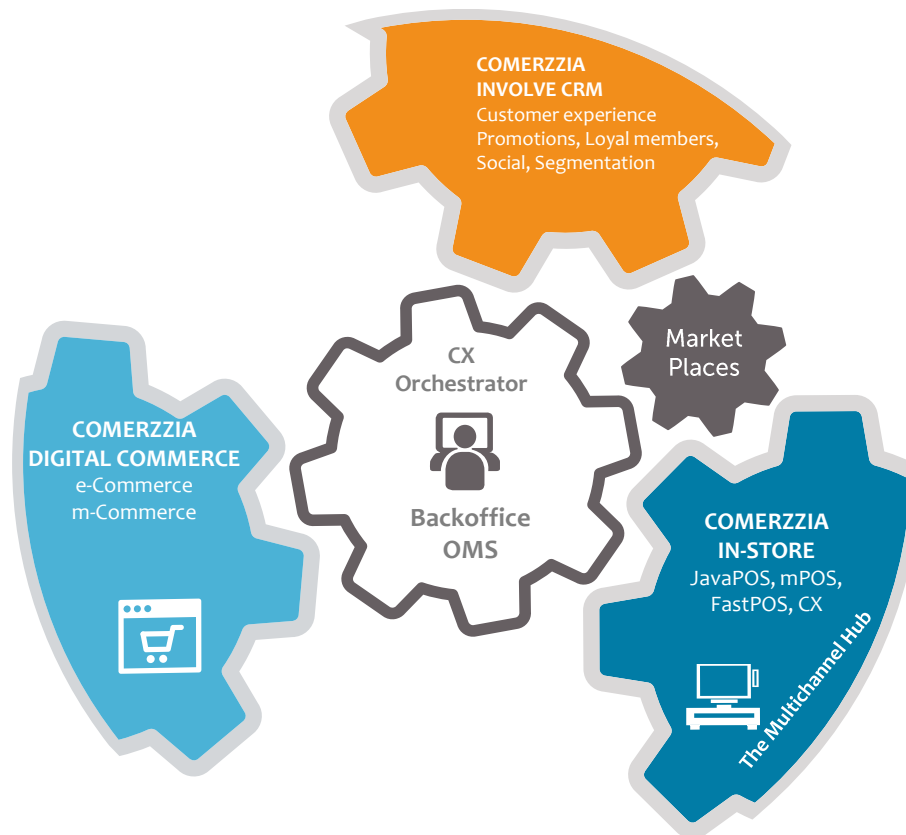 COMERZZIA
INVOLVE CRM
Customer experience
Promotions, Loyal members,
Social, Segmentation
Market
Places
CX
Orchestrator
Backoffice
OMS
COMERZZIA
DIGITAL COMMERCE
e-Commerce
m-Commerce
COMERZZIA
IN-STORE
JavaPOS, mPOS,
FastPOS, CX
The Multichannel Hub